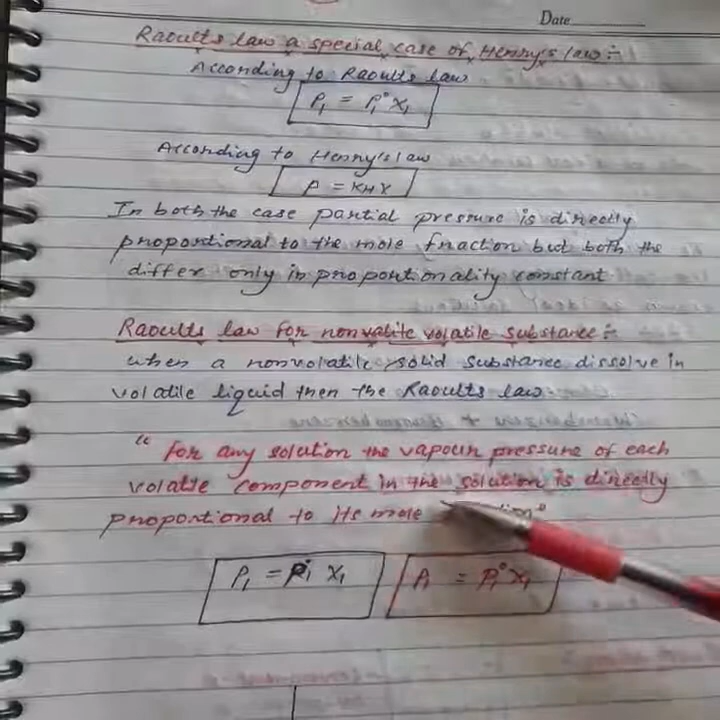 Date
Raoults law a special case of Henry's law :-
According to Raoults law
P₁ = P₁° X₁
According to Henry's law
P = KH X
In both the case partial pressure is directly
proportional to the mole fraction but both the
differ only in proportionality constant
Raoults law for nonvalite volatile substance :-
when a nonvolatile solid substance dissolve in
volatile liquid then the Raoults law
" for any solution the vapour pressure of each
volatile component in the solution is directly
proportional to its mole
P₁ = P₁° X₁ P₁ = P₁° X₁